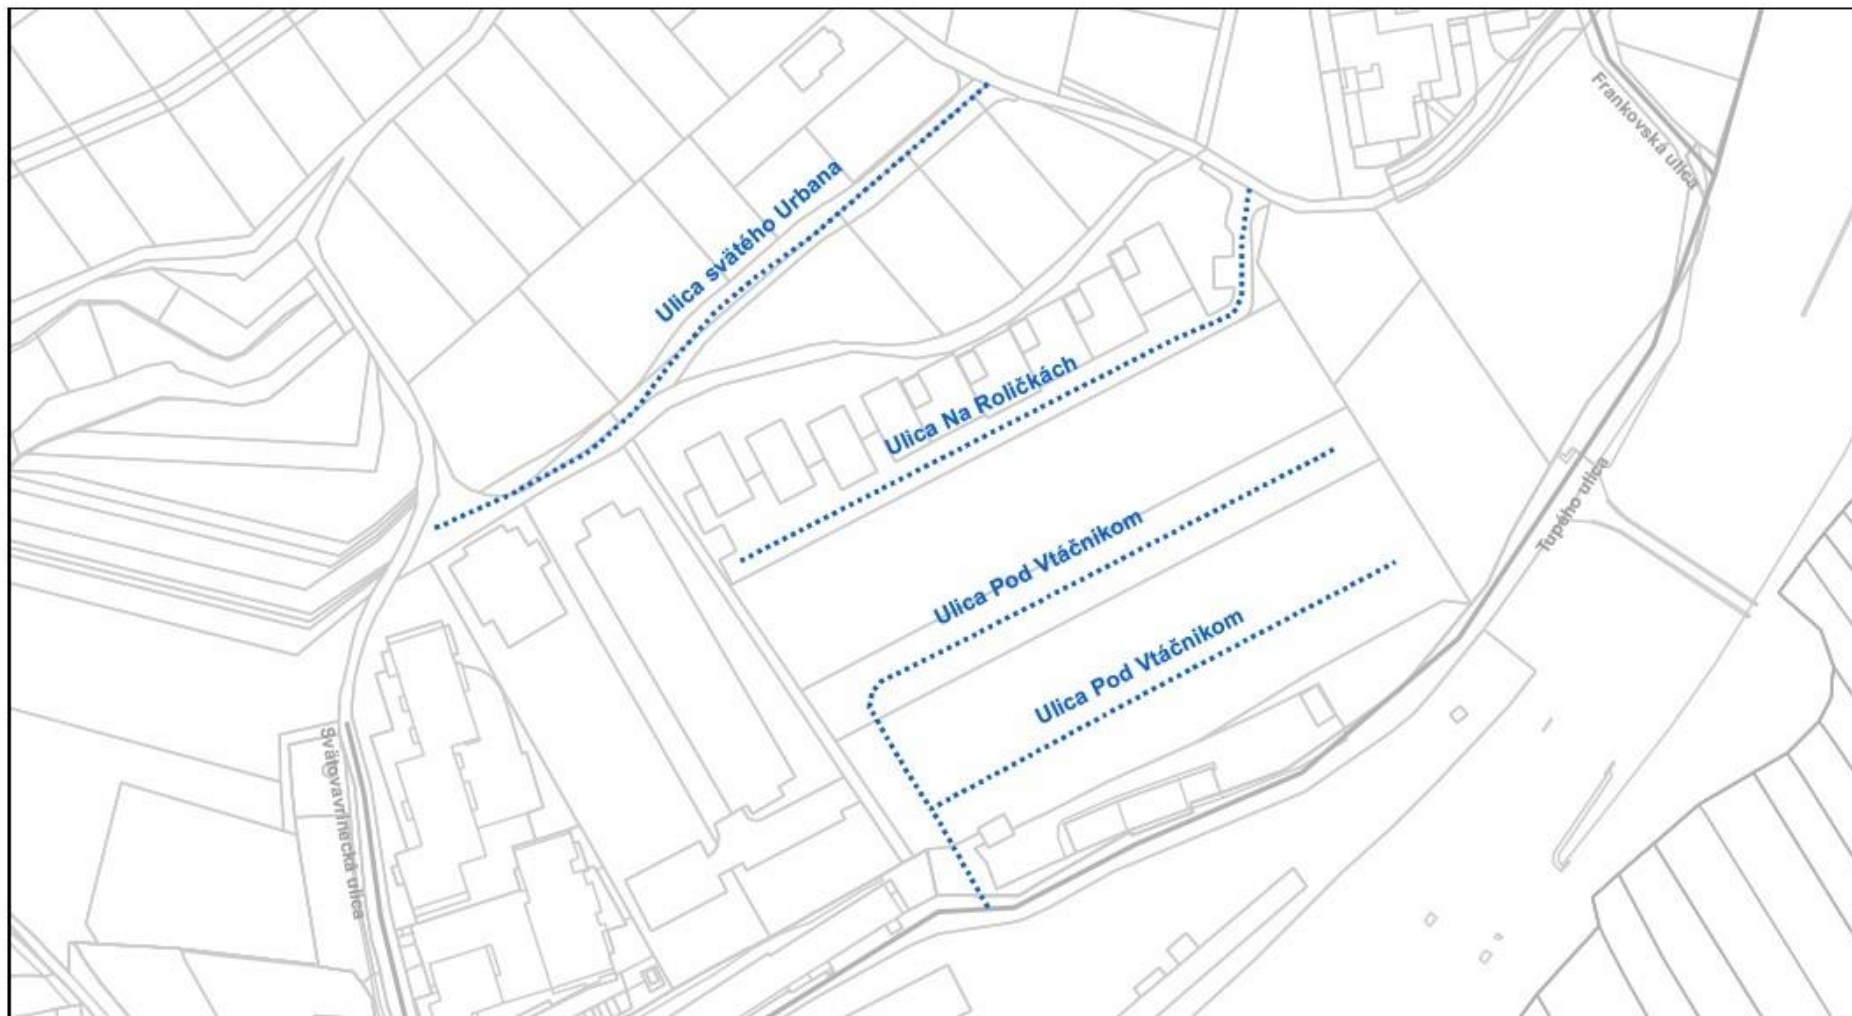 Frankovská ulica
Ulica svätého Urbana
Ulica Na Roličkách
Tupého ulica
Ulica Pod Vtáčnikom
Ulica Pod Vtáčnikom
Svätovavrinecká ulica